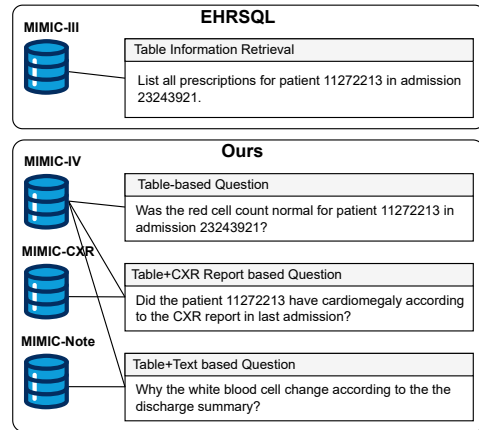 EHRSQL
MIMIC-III
Table Information Retrieval
List all prescriptions for patient 11272213 in admission
23243921.
Ours
MIMIC-IV
Table-based Question
Was the red cell count normal for patient 11272213 in
admission 23243921?
MIMIC-CXR
Table+CXR Report based Question
Did the patient 11272213 have cardiomegaly according
to the CXR report in last admission?
MIMIC-Note
Table+Text based Question
Why the white blood cell change according to the the
discharge summary?